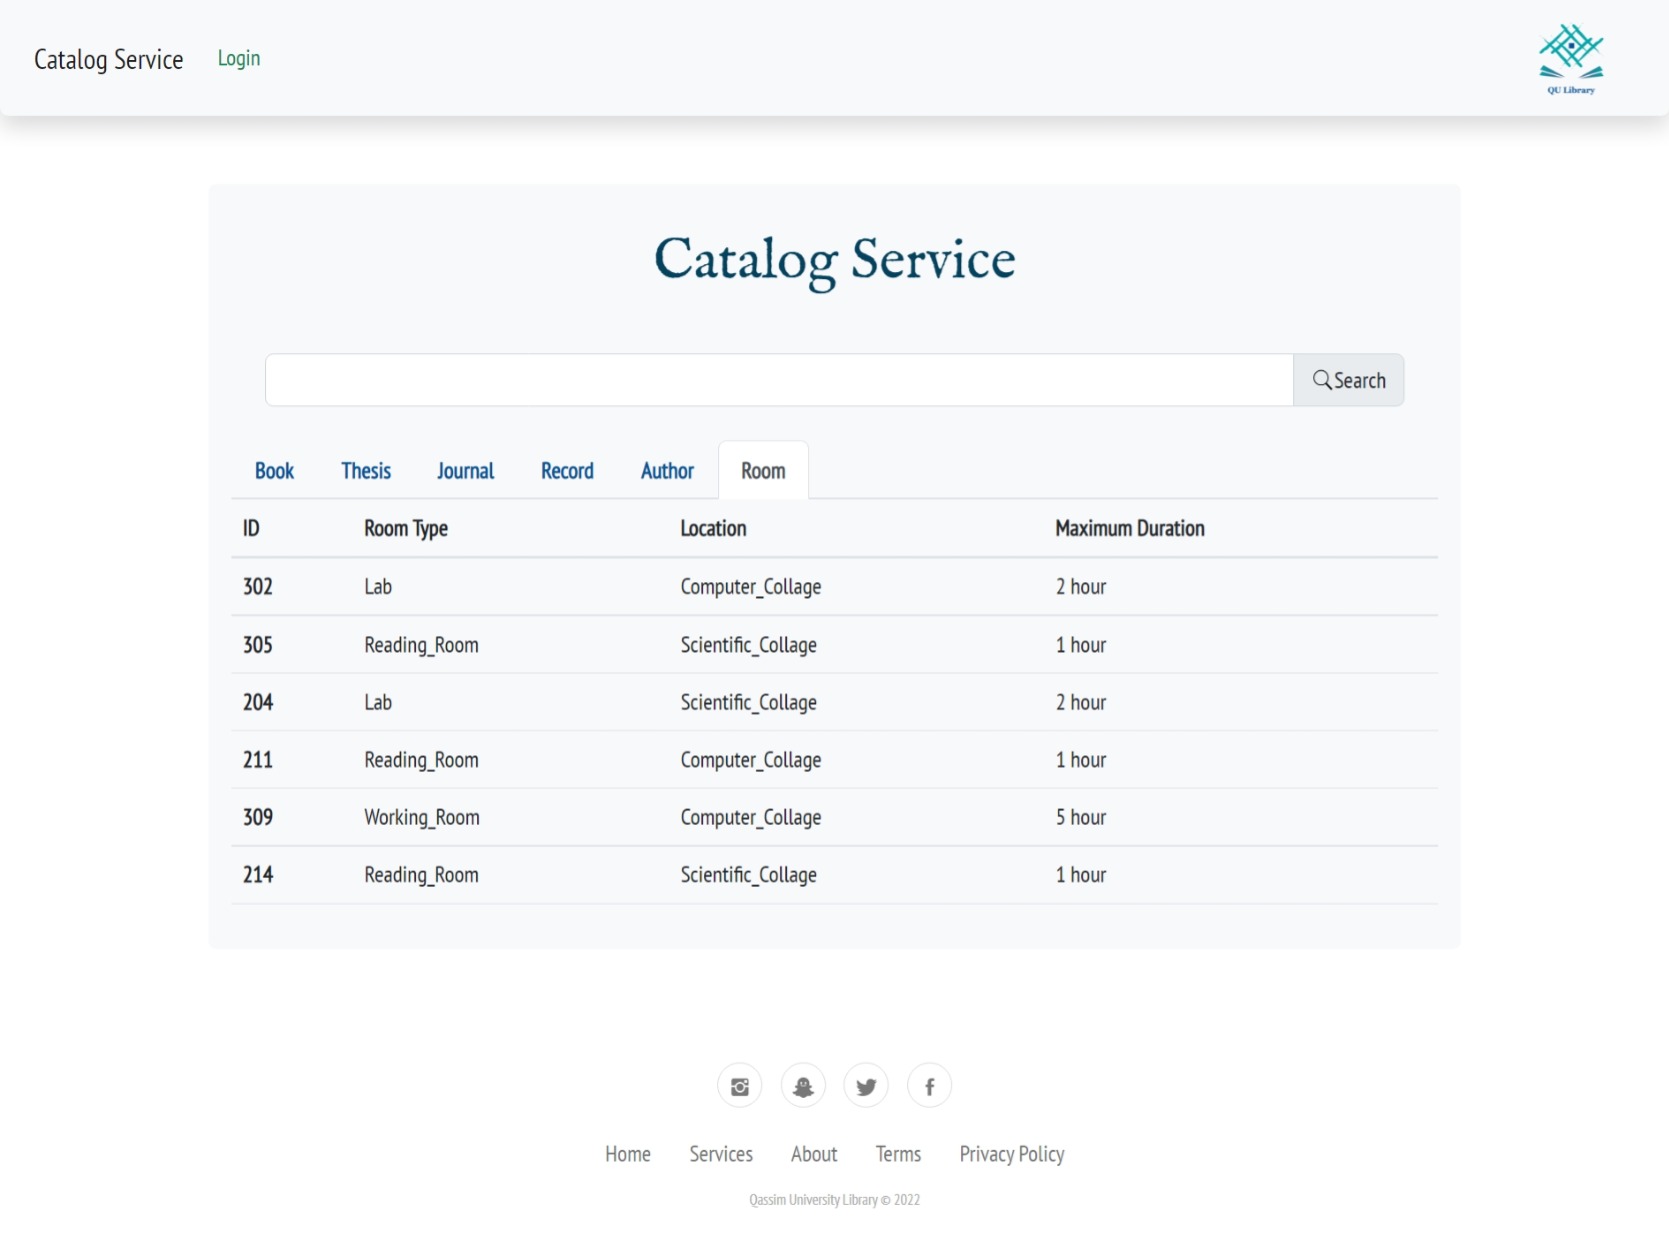 Catalog Service Login
QU Library
Catalog Service
Search
Book Thesis Journal Record Author Room
ID Room Type Location Maximum Duration
302 Lab Computer_Collage 2 hour
305 Reading_Room Scientific_Collage 1 hour
204 Lab Scientific_Collage 2 hour
211 Reading_Room Computer_Collage 1 hour
309 Working_Room Computer_Collage 5 hour
214 Reading_Room Scientific_Collage 1 hour
Home Services About Terms Privacy Policy
Qassim University Library © 2022